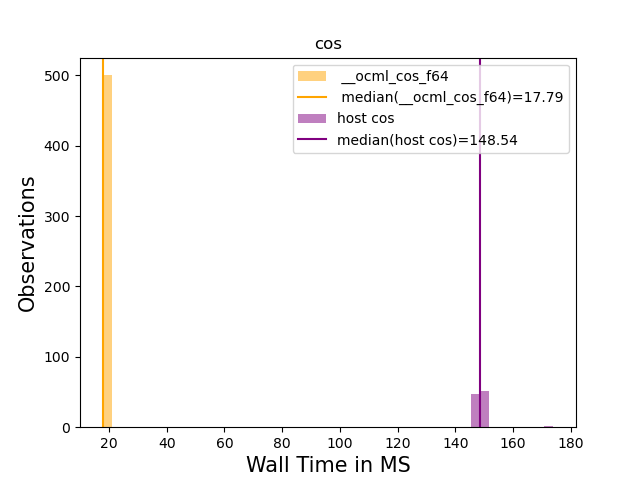 cos
__ocml_cos_f64
median(__ocml_cos_f64)=17.79
host cos
median(host cos)=148.54
500
400
300
200
100
0
Observations
20 40 60 80 100 120 140 160 180
Wall Time in MS